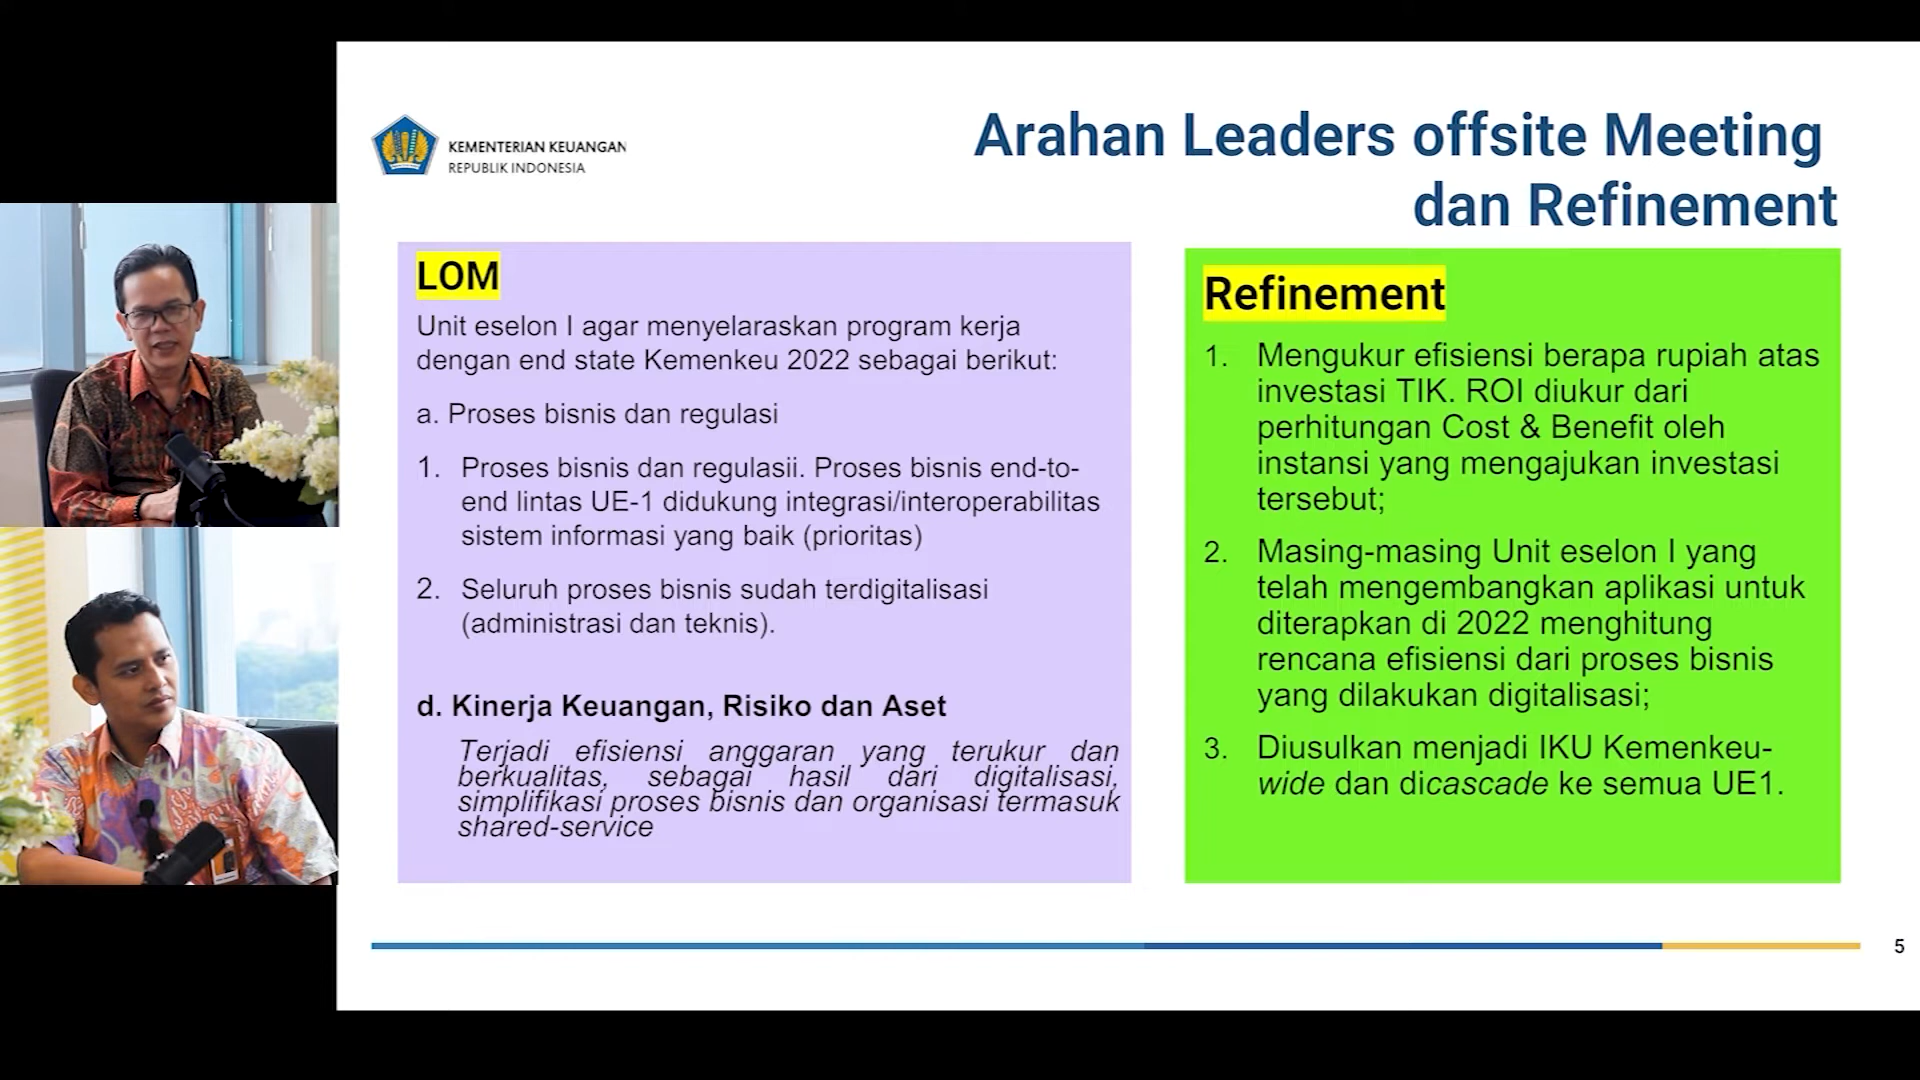 KEMENTERIAN KEUANGAN
REPUBLIK INDONESIA
Arahan Leaders offsite Meeting
dan Refinement
LOM
Unit eselon I agar menyelaraskan program kerja
dengan end state Kemenkeu 2022 sebagai berikut:
a. Proses bisnis dan regulasi
1. Proses bisnis dan regulasii. Proses bisnis end-to-
end lintas UE-1 didukung integrasi/interoperabilitas
sistem informasi yang baik (prioritas)
2. Seluruh proses bisnis sudah terdigitalisasi
(administrasi dan teknis).
d. Kinerja Keuangan, Risiko dan Aset
Terjadi efisiensi anggaran yang terukur dan
berkualitas, sebagai hasil dari digitalisasi,
simplifikasi proses bisnis dan organisasi termasuk
shared-service
Refinement
1. Mengukur efisiensi berapa rupiah atas
investasi TIK. ROI diukur dari
perhitungan Cost & Benefit oleh
instansi yang mengajukan investasi
tersebut;
2. Masing-masing Unit eselon I yang
telah mengembangkan aplikasi untuk
diterapkan di 2022 menghitung
rencana efisiensi dari proses bisnis
yang dilakukan digitalisasi;
3. Diusulkan menjadi IKU Kemenkeu-
wide dan dicascade ke semua UE1.
5